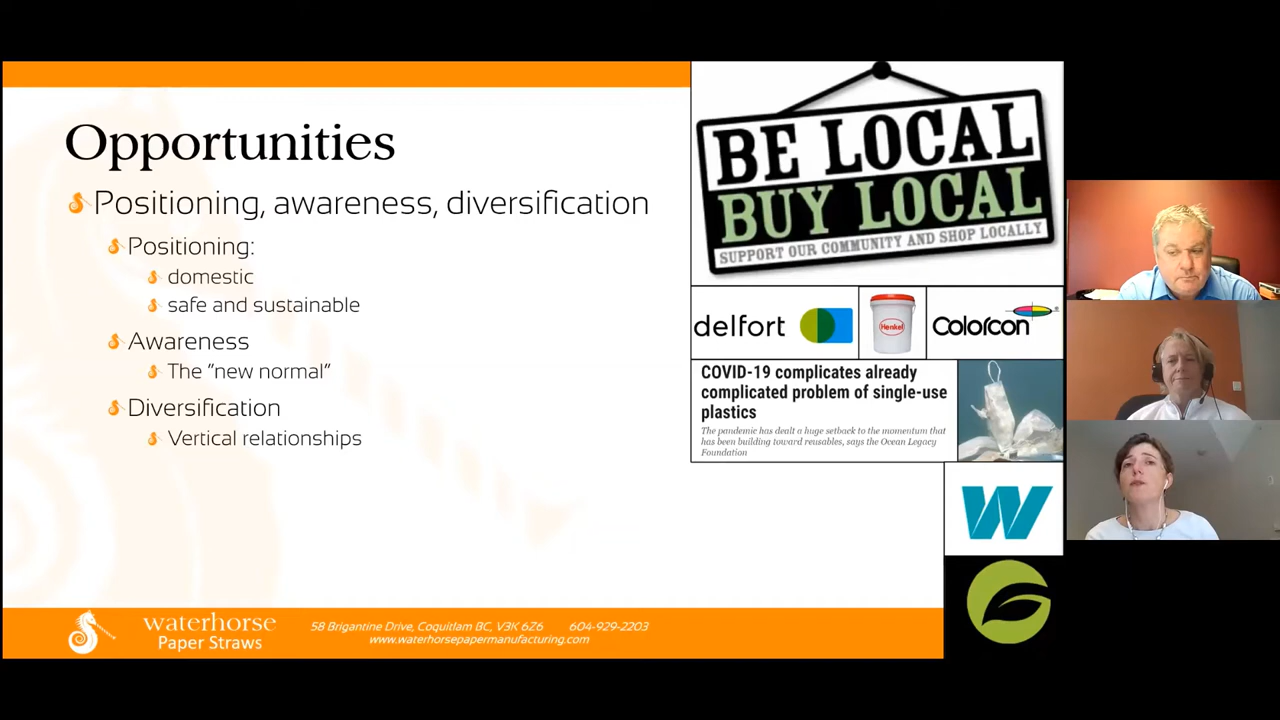 Opportunities
Positioning, awareness, diversification
Positioning:
domestic
safe and sustainable
Awareness
The "new normal"
Diversification
Vertical relationships
BE LOCAL
BUY LOCAL
SUPPORT OUR COMMUNITY AND SHOP LOCALLY
delfort
Henkel
Colorcon
COVID-19 complicates already
complicated problem of single-use
plastics
The pandemic has dealt a huge setback to the momentum that
has been building toward reusables, says the Ocean Legacy
Foundation
W
waterhorse
Paper Straws
58 Brigantine Drive, Coquitlam BC, V3K 6Z6 604-929-2203
www.waterhorsepapermanufacturing.com